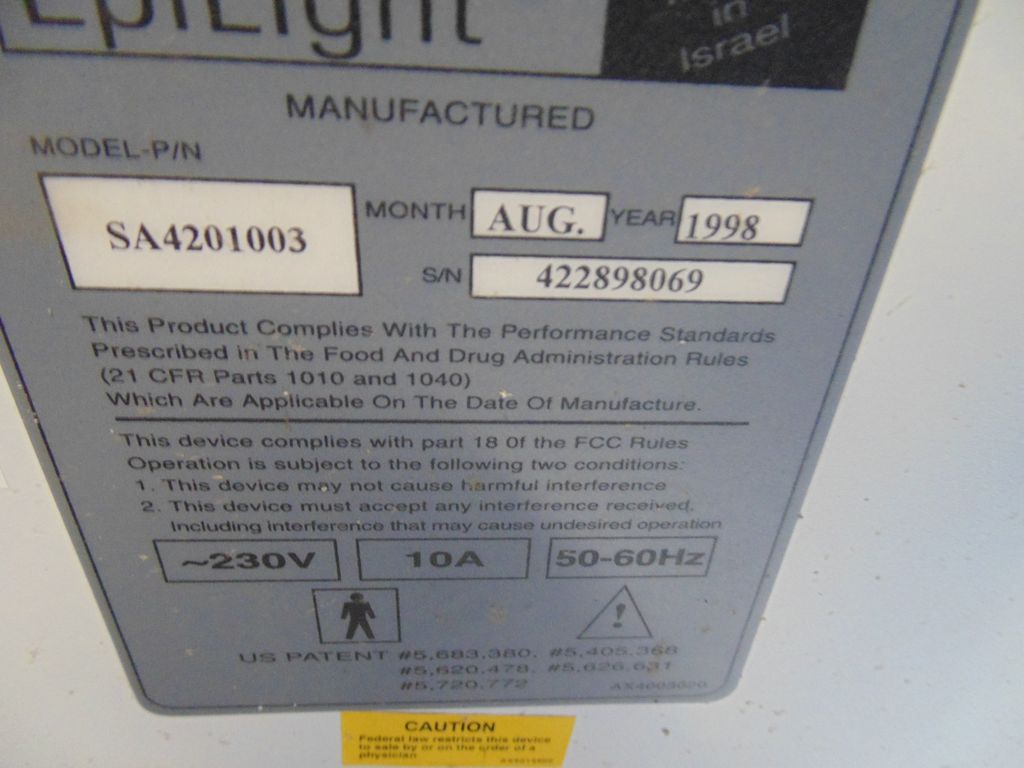 EpiLight
in
Israel
MANUFACTURED
MODEL-P/N
SA4201003
MONTH AUG. YEAR 1998
S/N 422898069
This Product Complies With The Performance Standards
Prescribed in The Food And Drug Administration Rules
(21 CFR Parts 1010 and 1040)
Which Are Applicable On The Date Of Manufacture.
This device complies with part 18 Of the FCC Rules
Operation is subject to the following two conditions:
1. This device may not cause harmful interference
2. This device must accept any interference received,
Including interference that may cause undesired operation
~230V 10A 50-60Hz
!
US PATENT #5,683,380, #5,405,368
#5,620,478, #5,626,631
#5,720,772
CAUTION
Federal law restricts this device
to sale by or on the order of a
physician